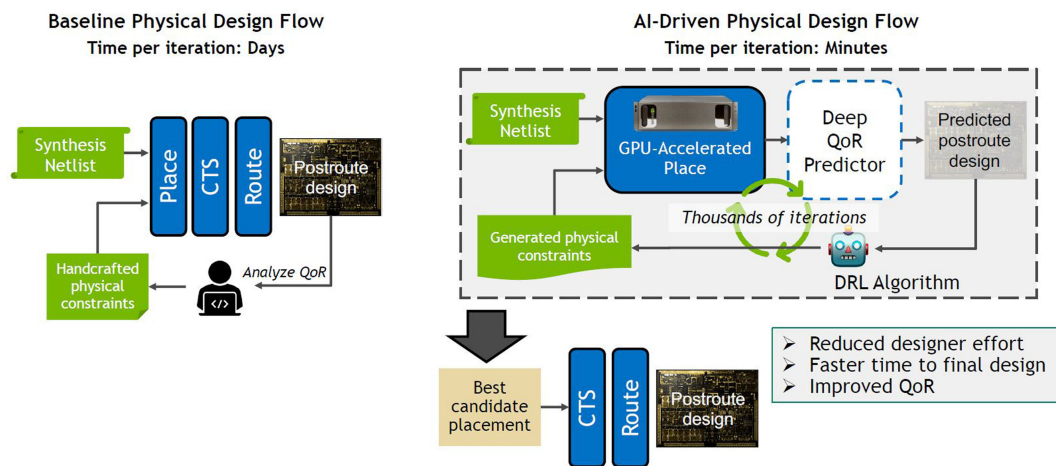 Baseline Physical Design Flow
Time per iteration: Days
Synthesis
Netlist
Place
CTS
Route
Postroute
design
Handcrafted
physical
constraints
</>
Analyze QoR
AI-Driven Physical Design Flow
Time per iteration: Minutes
Synthesis
Netlist
GPU-Accelerated
Place
Deep
QoR
Predictor
Predicted
postroute
design
Thousands of iterations
Generated physical
constraints
DRL Algorithm
Best
candidate
placement
CTS
Route
Postroute
design
➢ Reduced designer effort
➢ Faster time to final design
➢ Improved QoR